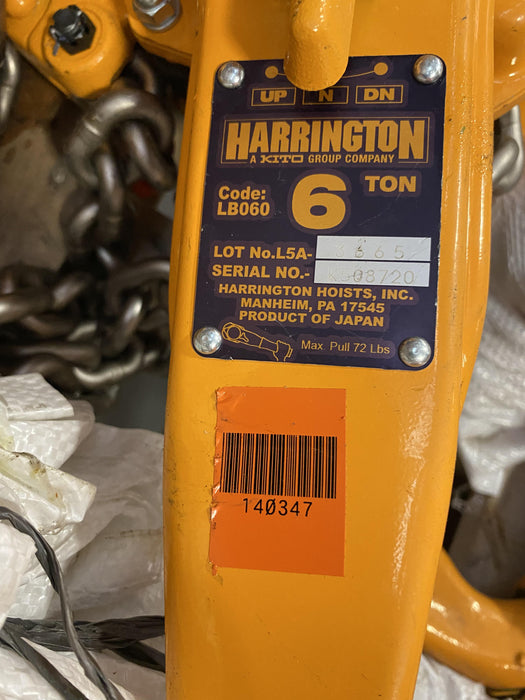 UP N DN
HARRINGTON
A KITO GROUP COMPANY
Code: 6 TON
LB060
LOT No.L5A-
SERIAL NO.- 08720
HARRINGTON HOISTS, INC.
MANHEIM, PA 17545
PRODUCT OF JAPAN
Max. Pull 72 Lbs
140347